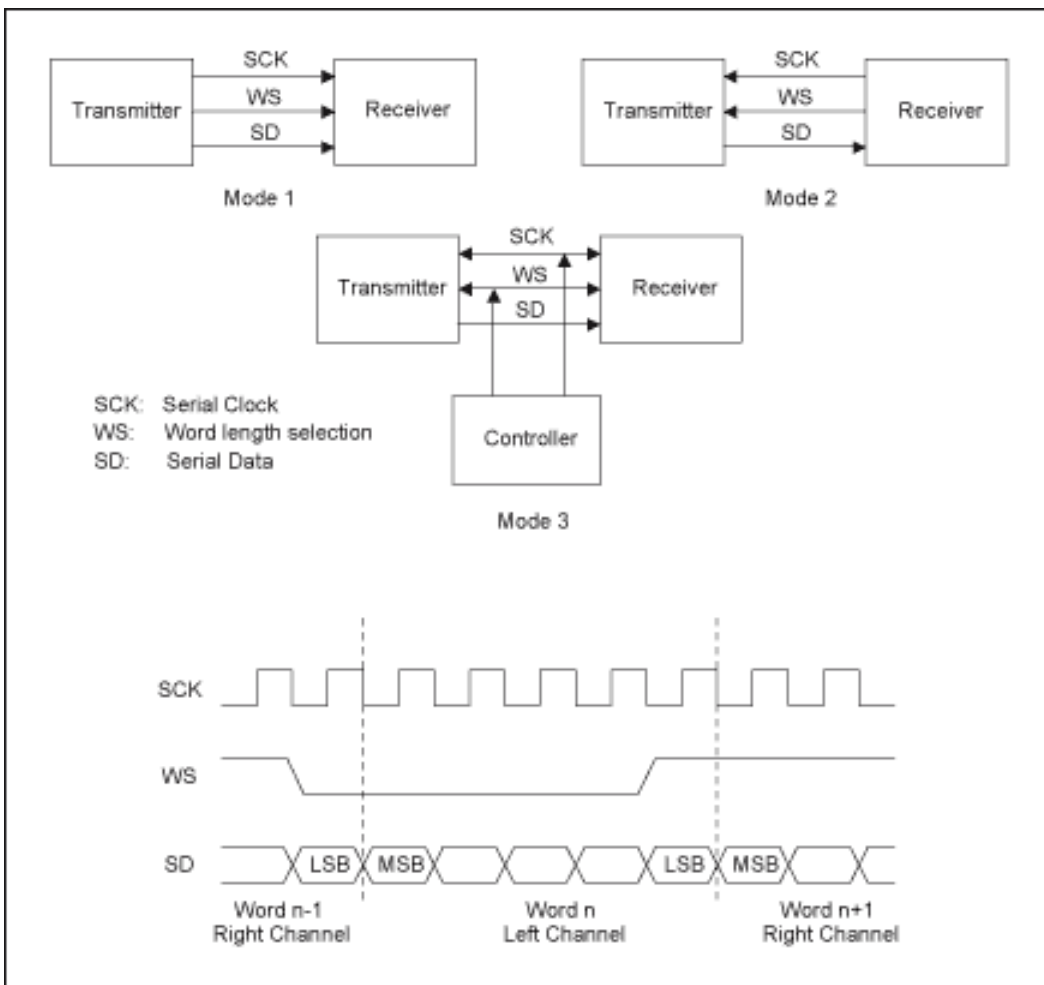 SCK
WS
SD
Transmitter
Receiver
Mode 1
SCK
WS
SD
Transmitter
Receiver
Mode 2
SCK
WS
SD
Transmitter
Receiver
Controller
Mode 3
SCK: Serial Clock
WS: Word length selection
SD: Serial Data
SCK
WS
SD
LSB
MSB
LSB
MSB
Word n-1
Right Channel
Word n
Left Channel
Word n+1
Right Channel